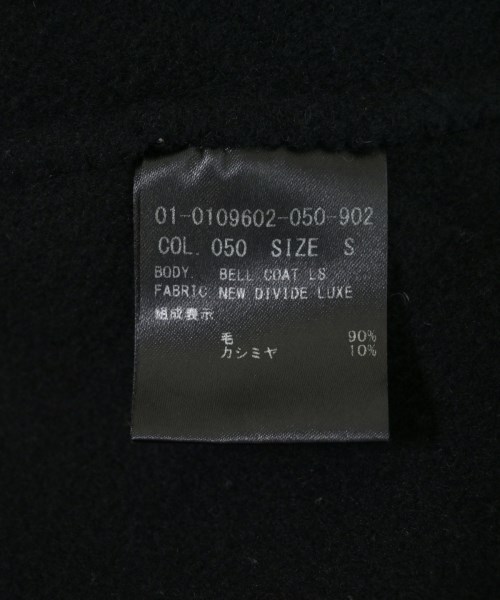 01-0109602-050-902
COL. 050 SIZE S
BODY. BELL COAT LS
FABRIC NEW DIVIDE LUXE
組成表示
毛 90%
カシミヤ 10%